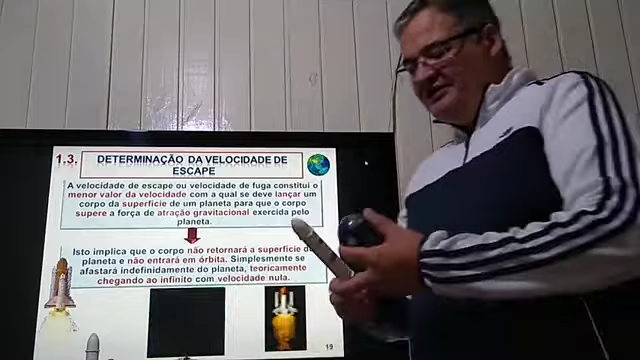 1.3.
DETERMINAÇÃO DA VELOCIDADE DE
ESCAPE
A velocidade de escape ou velocidade de fuga constitui o
menor valor da velocidade com a qual se deve lançar um
corpo da superfície de um planeta para que o corpo
supere a força de atração gravitacional exercida pelo
planeta.
Isto implica que o corpo não retornará a superfície do
planeta e não entrará em órbita. Simplesmente se
afastará indefinidamente do planeta, teoricamente
chegando ao infinito com velocidade nula.
19